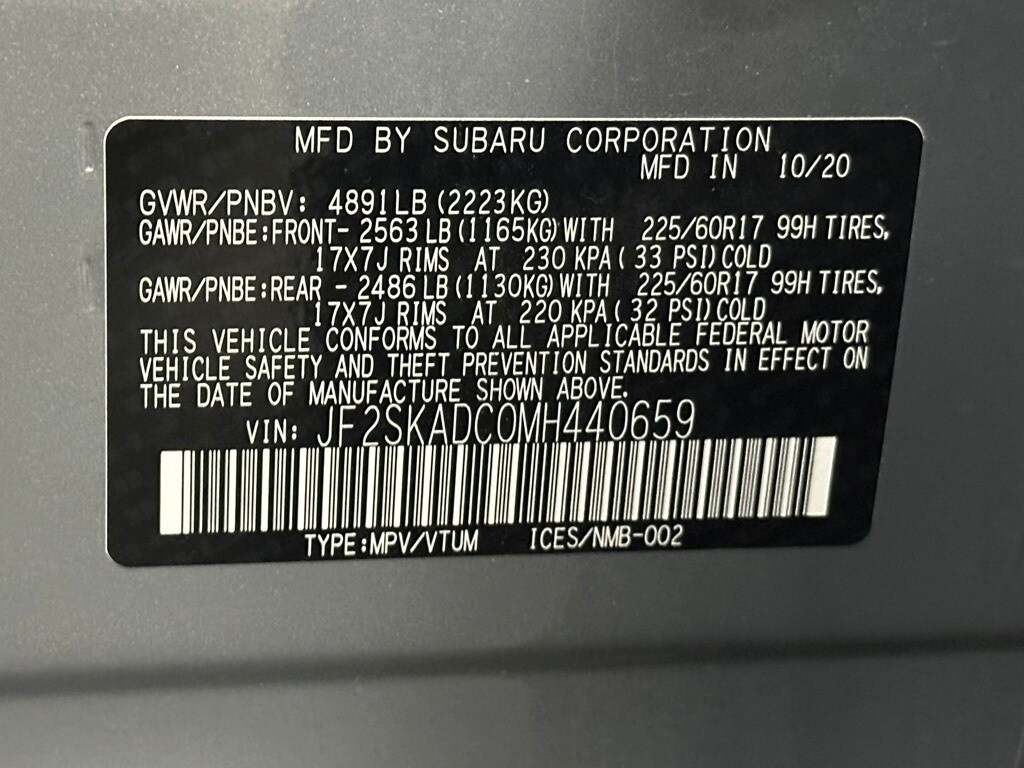 MFD BY SUBARU CORPORATION
MFD IN 10/20
GVWR/PNBV: 4891LB (2223KG)
GAWR/PNBE:FRONT- 2563 LB (1165KG) WITH 225/60R17 99H TIRES,
17X7J RIMS AT 230 KPA ( 33 PSI) COLD
GAWR/PNBE:REAR - 2486 LB (1130KG) WITH 225/60R17 99H TIRES,
17X7J RIMS AT 220 KPA ( 32 PSI) COLD
THIS VEHICLE CONFORMS TO ALL APPLICABLE FEDERAL MOTOR
VEHICLE SAFETY AND THEFT PREVENTION STANDARDS IN EFFECT ON
THE DATE OF MANUFACTURE SHOWN ABOVE.
VIN: JF2SKADC0MH440659
TYPE:MPV/VTUM ICES/NMB-002